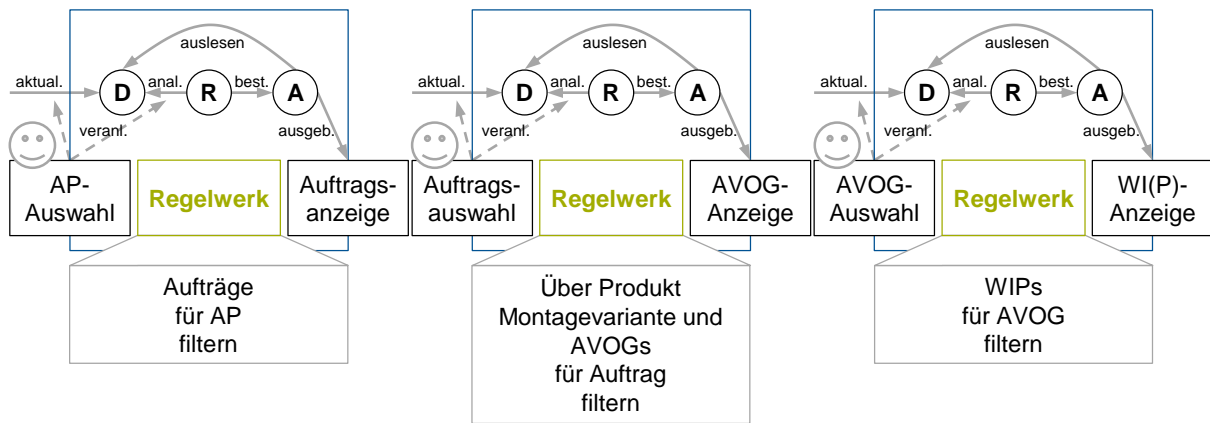 auslesen
aktual.
D
anal.
R
best.
A
veranl.
ausgeb.
AP-
Auswahl
Regelwerk
Auftrags-
anzeige
Aufträge
für AP
filtern
auslesen
aktual.
D
anal.
R
best.
A
veranl.
ausgeb.
Auftrags-
auswahl
Regelwerk
AVOG-
Anzeige
Über Produkt
Montagevariante und
AVOGs
für Auftrag
filtern
auslesen
aktual.
D
anal.
R
best.
A
veranl.
ausgeb.
AVOG-
Auswahl
Regelwerk
WI(P)-
Anzeige
WIPs
für AVOG
filtern